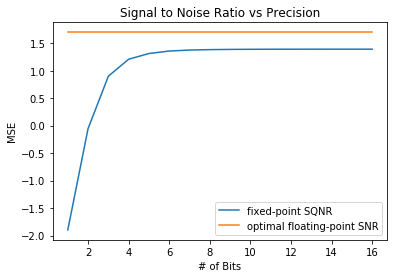 Signal to Noise Ratio vs Precision
MSE
1.5
1.0
0.5
0.0
−0.5
−1.0
−1.5
−2.0
2 4 6 8 10 12 14 16
# of Bits
fixed-point SQNR
optimal floating-point SNR